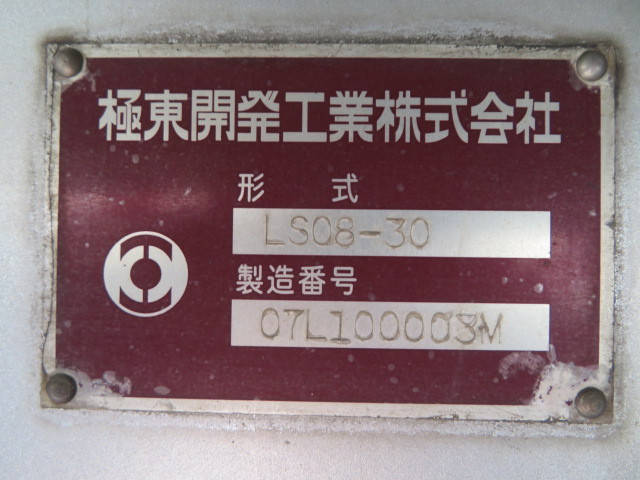 極東開発工業株式会社
形 式
LS08-30
製造番号
07L100003M